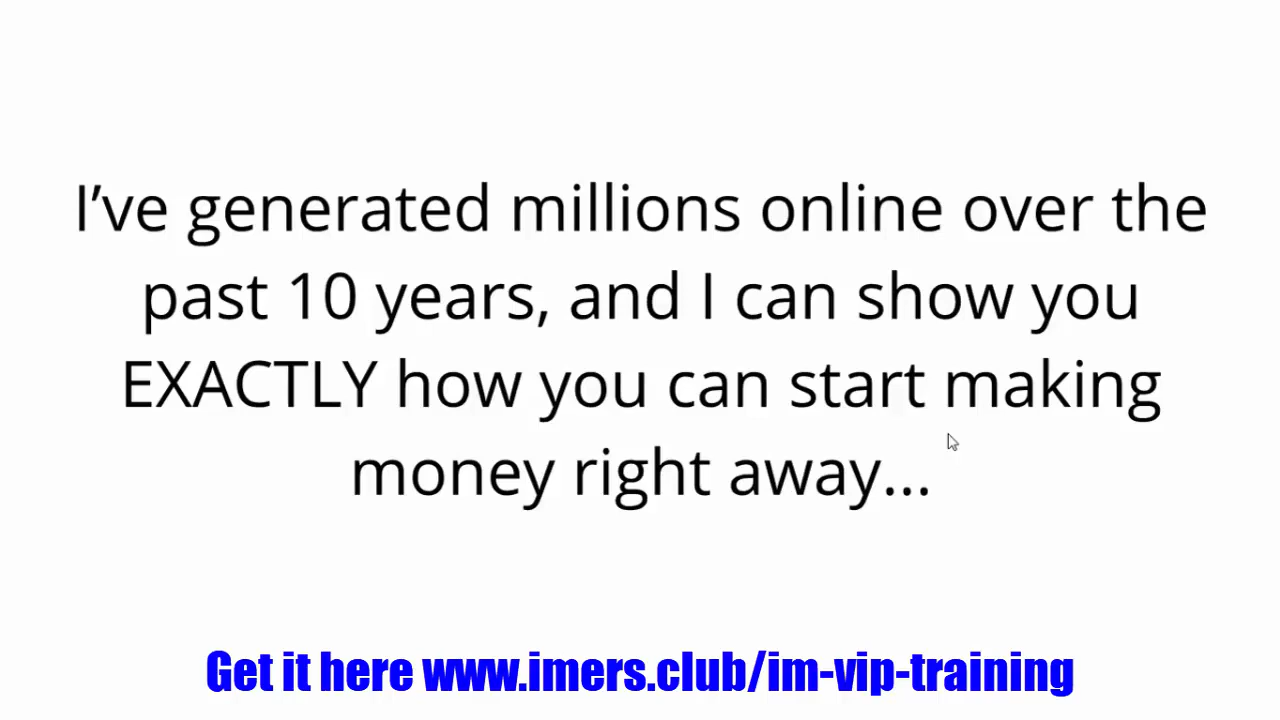 I’ve generated millions online over the
past 10 years, and I can show you
EXACTLY how you can start making
money right away...
Get it here www.imers.club/im-vip-training